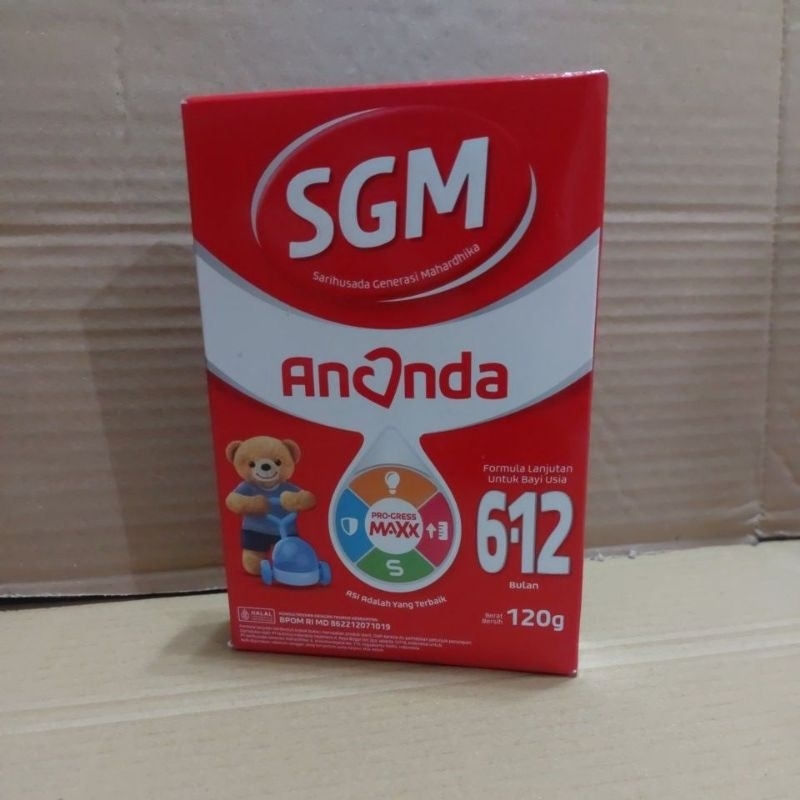 SGM
Sarihusada Generasi Mahardhika
Ananda
Formula Lanjutan
Untuk Bayi Usia
6-12
Bulan
PRO-GRESS
MAXX
S
ASI Adalah Yang Terbaik
HALAL
BPOM RI MD 862212071019
Berat
Bersih 120g